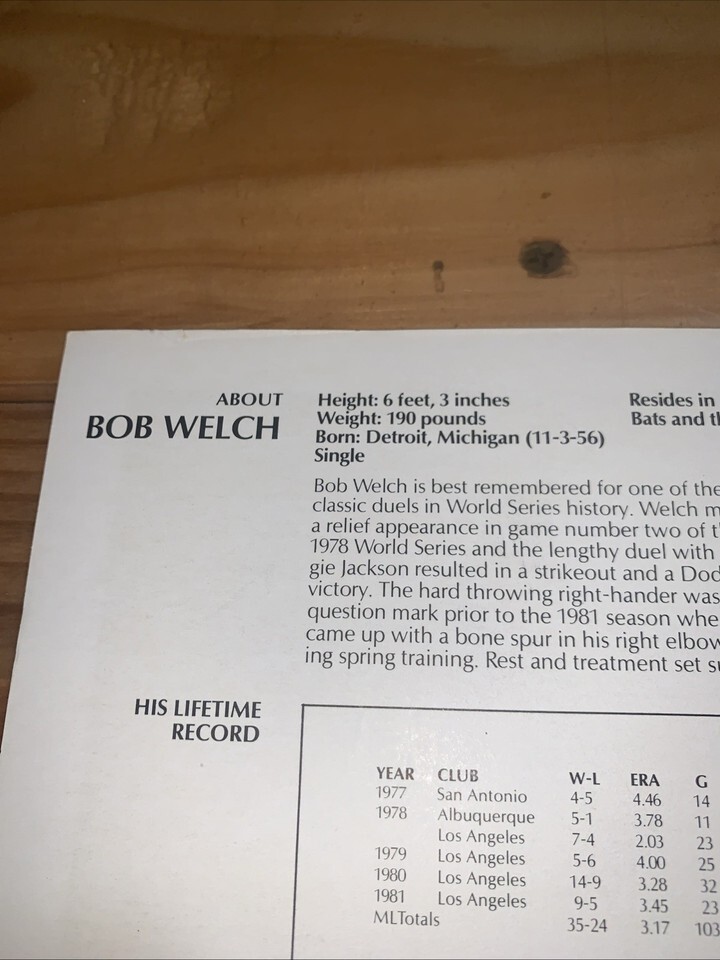 ABOUT
BOB WELCH
Height: 6 feet, 3 inches
Weight: 190 pounds
Born: Detroit, Michigan (11-3-56)
Single
Resides in
Bats and
Bob Welch is best remembered for one of the
classic duels in World Series history. Welch
a relief appearance in game number two of
1978 World Series and the lengthy duel with
gie Jackson resulted in a strikeout and a
victory. The hard throwing right-hander was
question mark prior to the 1981 season
came up with a bone spur in his right elbow
ing spring training. Rest and treatment set
HIS LIFETIME
RECORD
YEAR CLUB W-L ERA G
1977 San Antonio 4-5 4.46 14
1978 Albuquerque 5-1 3.78 11
Los Angeles 7-4 2.03 23
1979 Los Angeles 5-6 4.00 25
1980 Los Angeles 14-9 3.28 32
1981 Los Angeles 9-5 3.45 23
MLTotals 35-24 3.17 103